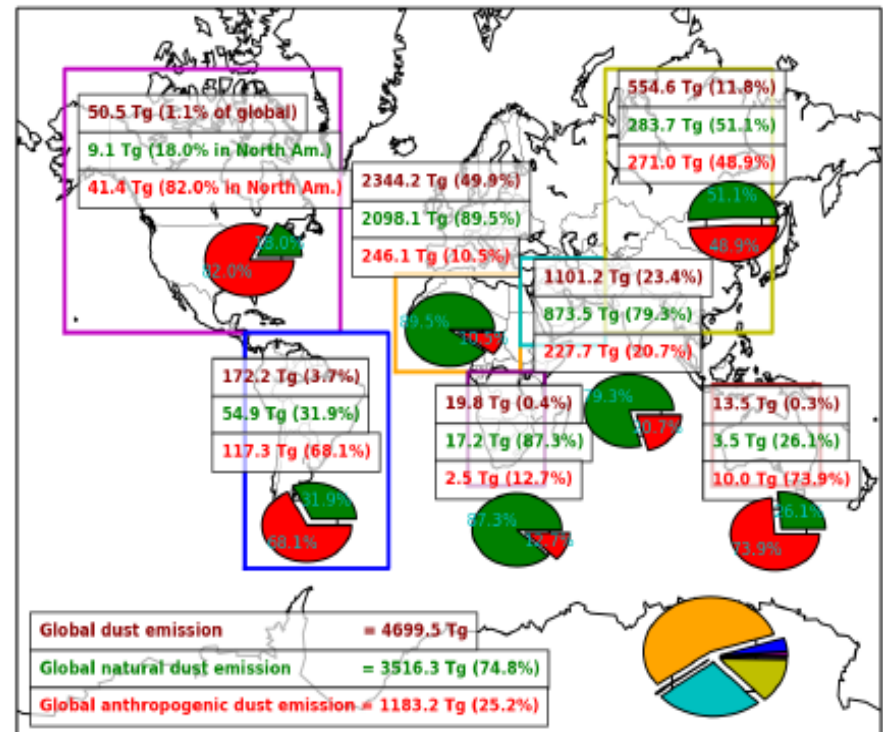 50.5 Tg (1.1% of global)
9.1 Tg (18.0% in North Am.)
41.4 Tg (82.0% in North Am.)
18.0%
82.0%
2344.2 Tg (49.9%)
2098.1 Tg (89.5%)
246.1 Tg (10.5%)
89.5%
10.5%
554.6 Tg (11.8%)
283.7 Tg (51.1%)
271.0 Tg (48.9%)
51.1%
48.9%
1101.2 Tg (23.4%)
873.5 Tg (79.3%)
227.7 Tg (20.7%)
79.3%
20.7%
172.2 Tg (3.7%)
54.9 Tg (31.9%)
117.3 Tg (68.1%)
31.9%
68.1%
19.8 Tg (0.4%)
17.2 Tg (87.3%)
2.5 Tg (12.7%)
87.3%
12.7%
13.5 Tg (0.3%)
3.5 Tg (26.1%)
10.0 Tg (73.9%)
26.1%
73.9%
Global dust emission = 4699.5 Tg
Global natural dust emission = 3516.3 Tg (74.8%)
Global anthropogenic dust emission = 1183.2 Tg (25.2%)